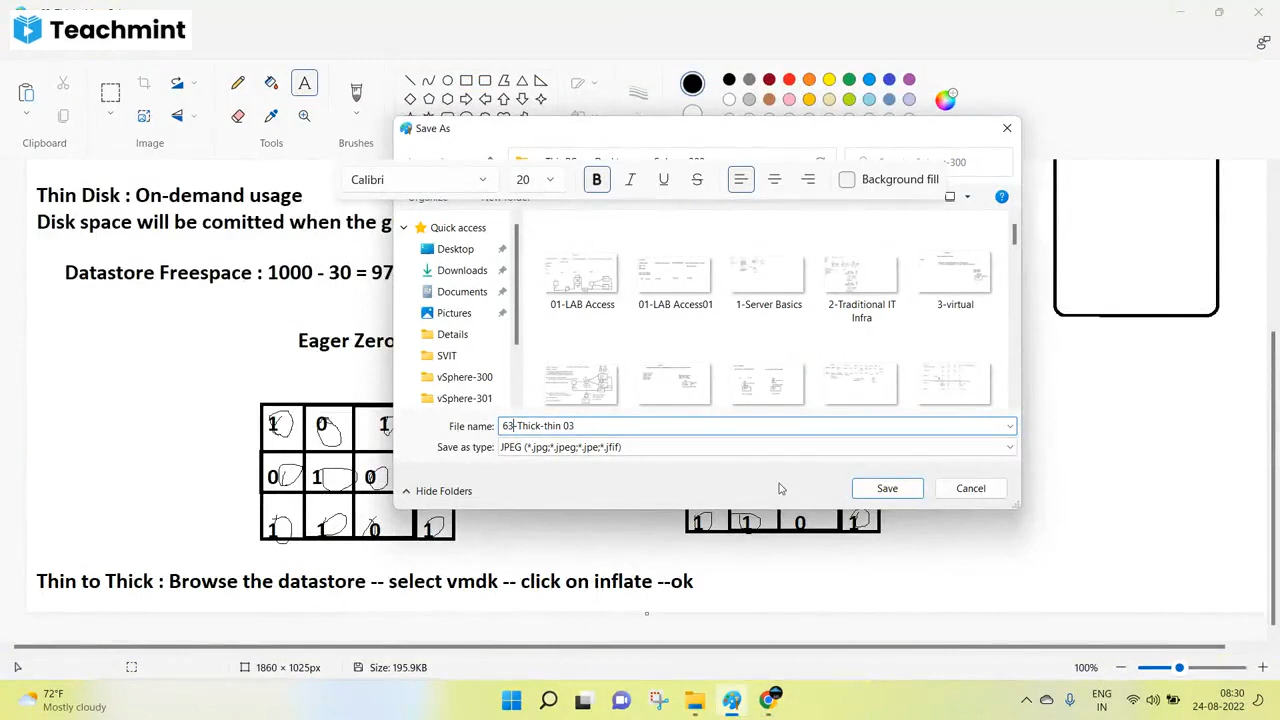 Teachmint
Clipboard
Image
Tools
Brushes
Save As
Calibri
20
B
I
U
S
Background fill
Thin Disk : On-demand usage
Disk space will be comitted when the g
Datastore Freespace : 1000 - 30 = 97
Eager Zero
Quick access
Desktop
Downloads
Documents
Pictures
Details
SVIT
vSphere-300
vSphere-301
01-LAB Access
01-LAB Access01
1-Server Basics
2-Traditional IT
Infra
3-virtual
File name:
63-Thick-thin 03
Save as type:
JPEG (*.jpg;*.jpeg;*.jpe;*.jfif)
Hide Folders
Save
Cancel
1 0 1
0 1 0
1 1 0 1
1 1 0 1
Thin to Thick : Browse the datastore -- select vmdk -- click on inflate --ok
1860 × 1025px
Size: 195.9KB
100%
72°F
Mostly cloudy
ENG
IN
08:30
24-08-2022